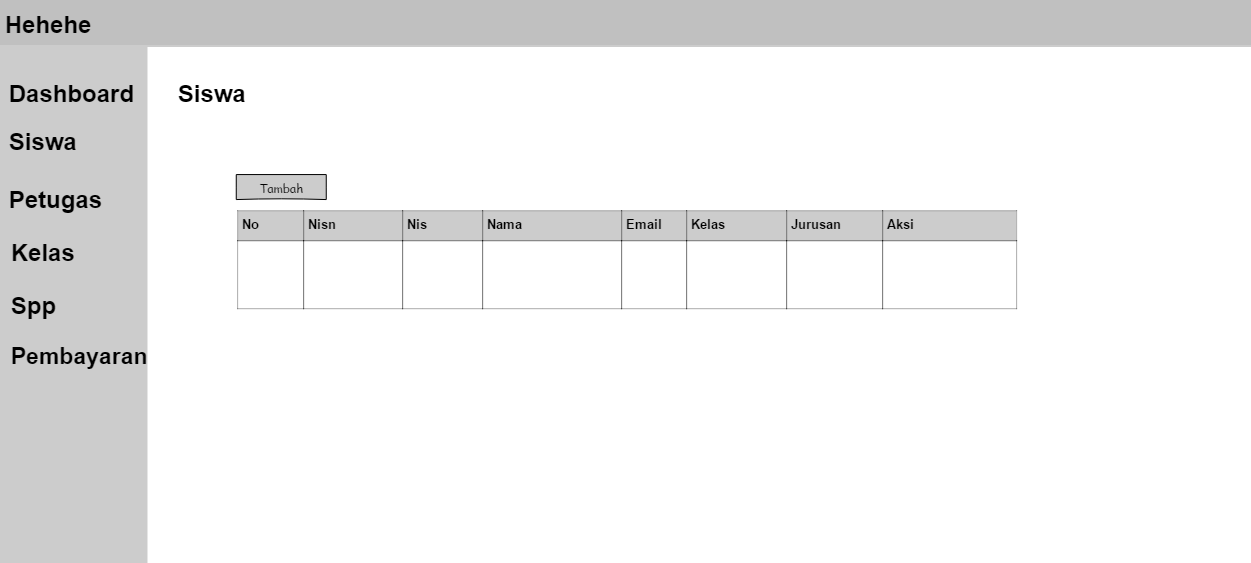 Hehehe
Dashboard
Siswa
Petugas
Kelas
Spp
Pembayaran
Siswa
Tambah
No Nisn Nis Nama Email Kelas Jurusan Aksi